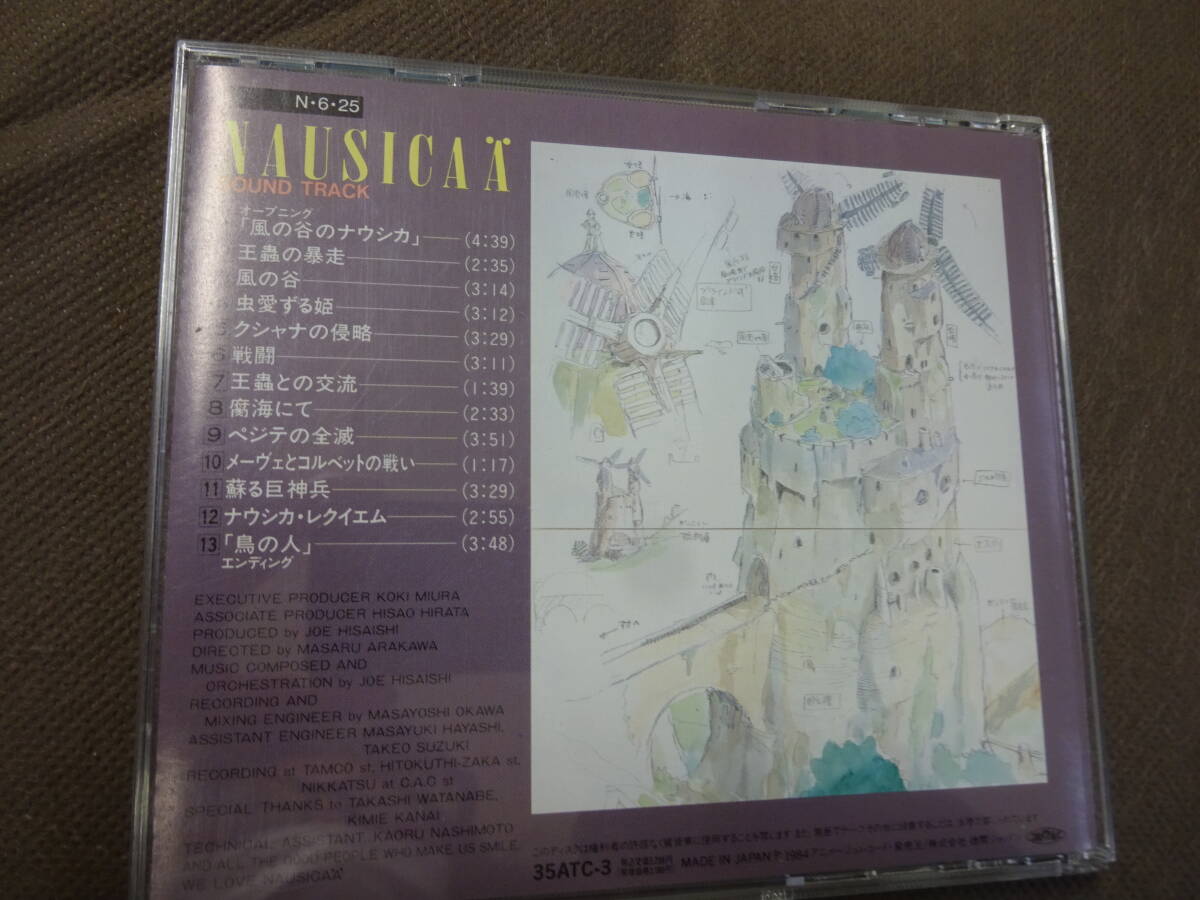 N・6・25
NAUSICAÄ
SOUND TRACK
オープニング
「風の谷のナウシカ」 (4:39)
王蟲の暴走 (2:35)
風の谷 (3:14)
虫愛ずる姫 (3:12)
5 クシャナの侵略 (3:29)
6 戦闘 (3:11)
7 王蟲との交流 (1:39)
8 腐海にて (2:33)
9 ペジテの全滅 (3:51)
10 メーヴェとコルベットの戦い (1:17)
11 蘇る巨神兵 (3:29)
12 ナウシカ・レクイエム (2:55)
13 「鳥の人」 (3:48)
エンディング
EXECUTIVE PRODUCER KOKI MIURA
ASSOCIATE PRODUCER HISAO HIRATA
PRODUCED by JOE HISAISHI
DIRECTED by MASARU ARAKAWA
MUSIC COMPOSED AND
ORCHESTRATION by JOE HISAISHI
RECORDING AND
MIXING ENGINEER by MASAYOSHI OKAWA
ASSISTANT ENGINEER MASAYUKI HAYASHI,
TAKEO SUZUKI
RECORDING at TAMCO st, HITOKUTHI-ZAKA st,
NIKKATSU at C.A.C st
SPECIAL THANKS to TAKASHI WATANABE,
KIMIE KANAI
TECHNICAL ASSISTANT KAORU NASHIMOTO
AND ALL THE GOOD PEOPLE WHO MAKE US SMILE
WE LOVE NAUSICAÄ
35ATC-3
MADE IN JAPAN Ⓟ 1984